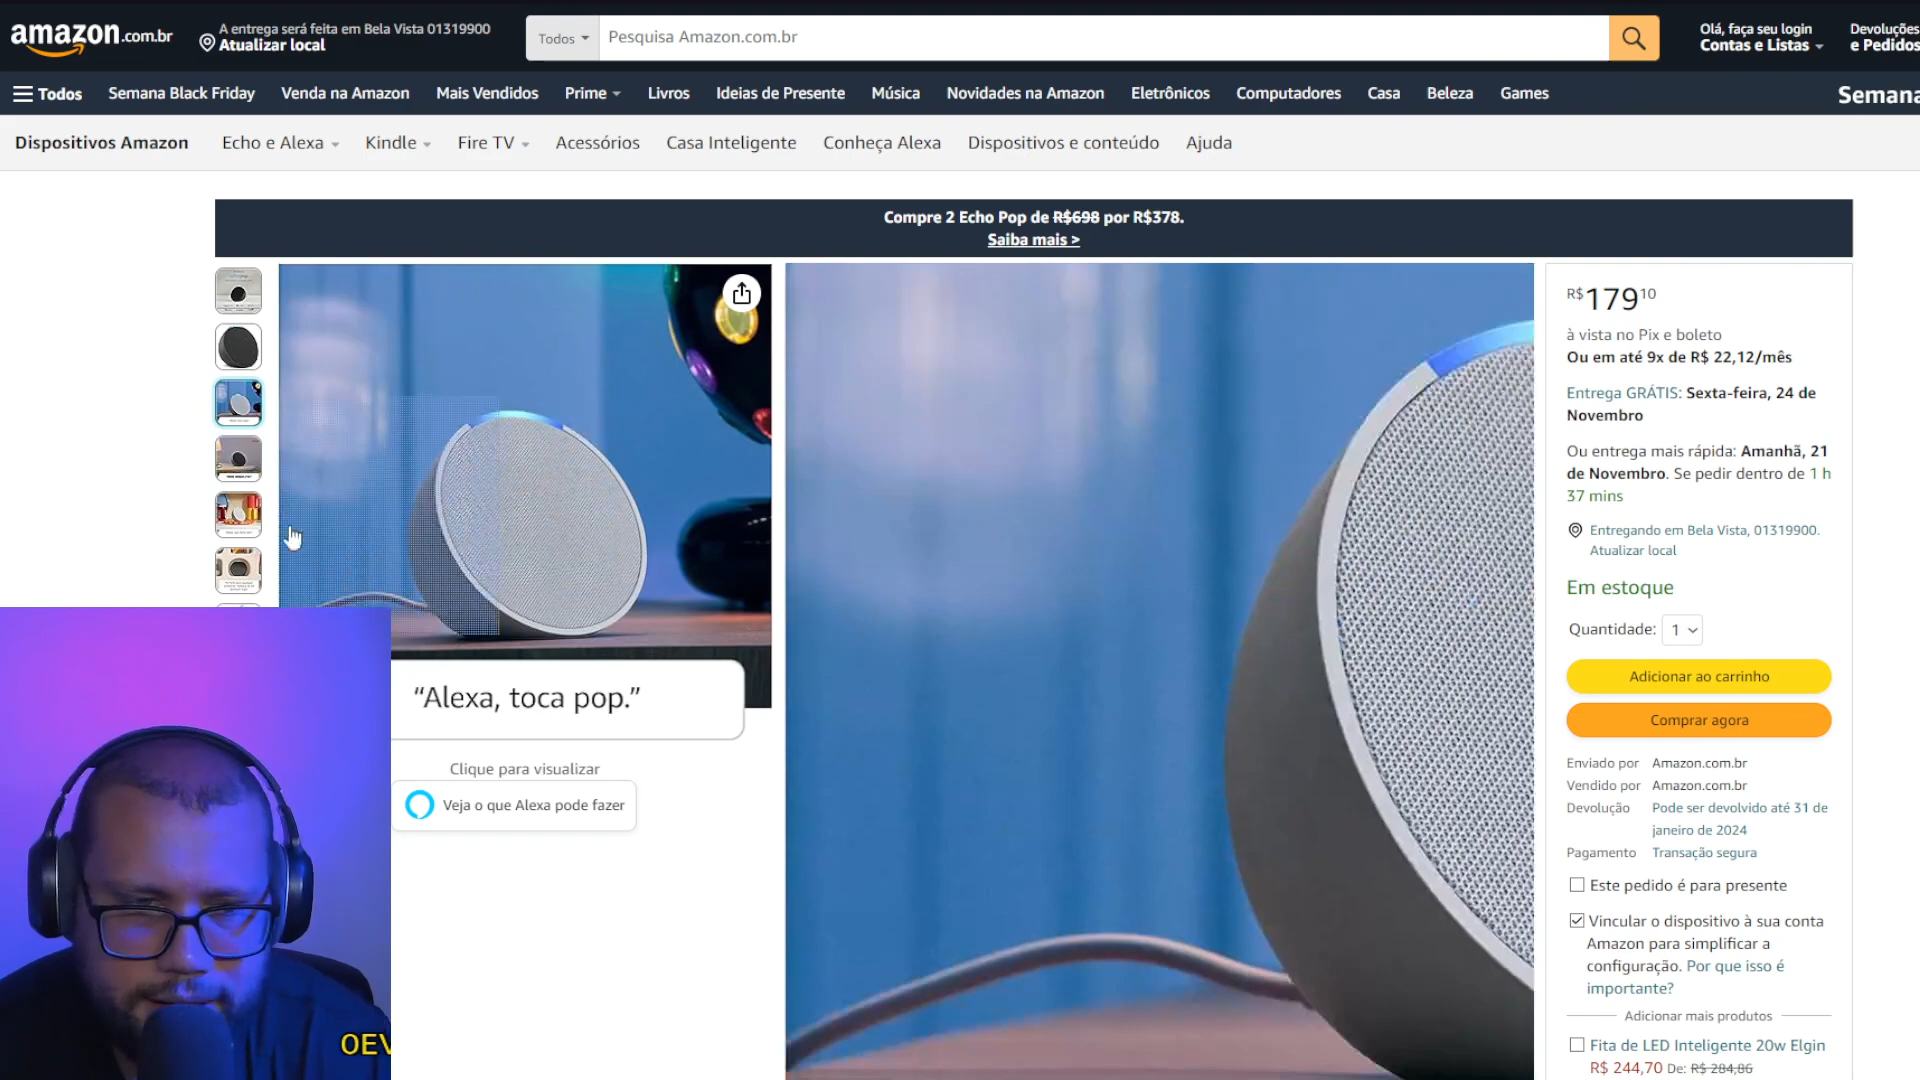 amazon.com.br
A entrega será feita em Bela Vista 01319900
Atualizar local
Todos
Pesquisa Amazon.com.br
Olá, faça seu login
Contas e Listas
Devoluções
e Pedidos
Todos
Semana Black Friday
Venda na Amazon
Mais Vendidos
Prime
Livros
Ideias de Presente
Música
Novidades na Amazon
Eletrônicos
Computadores
Casa
Beleza
Games
Semana
Dispositivos Amazon
Echo e Alexa
Kindle
Fire TV
Acessórios
Casa Inteligente
Conheça Alexa
Dispositivos e conteúdo
Ajuda
Compre 2 Echo Pop de R$698 por R$378.
Saiba mais >
“Alexa, toca pop.”
Clique para visualizar
Veja o que Alexa pode fazer
OEV
R$17910
à vista no Pix e boleto
Ou em até 9x de R$ 22,12/mês
Entrega GRÁTIS: Sexta-feira, 24 de
Novembro
Ou entrega mais rápida: Amanhã, 21
de Novembro. Se pedir dentro de 1 h
37 mins
Entregando em Bela Vista, 01319900.
Atualizar local
Em estoque
Quantidade: 1
Adicionar ao carrinho
Comprar agora
Enviado por Amazon.com.br
Vendido por Amazon.com.br
Devolução Pode ser devolvido até 31 de
janeiro de 2024
Pagamento Transação segura
Este pedido é para presente
Vincular o dispositivo à sua conta
Amazon para simplificar a
configuração. Por que isso é
importante?
Adicionar mais produtos
Fita de LED Inteligente 20w Elgin
R$ 244,70 De: R$ 284,86